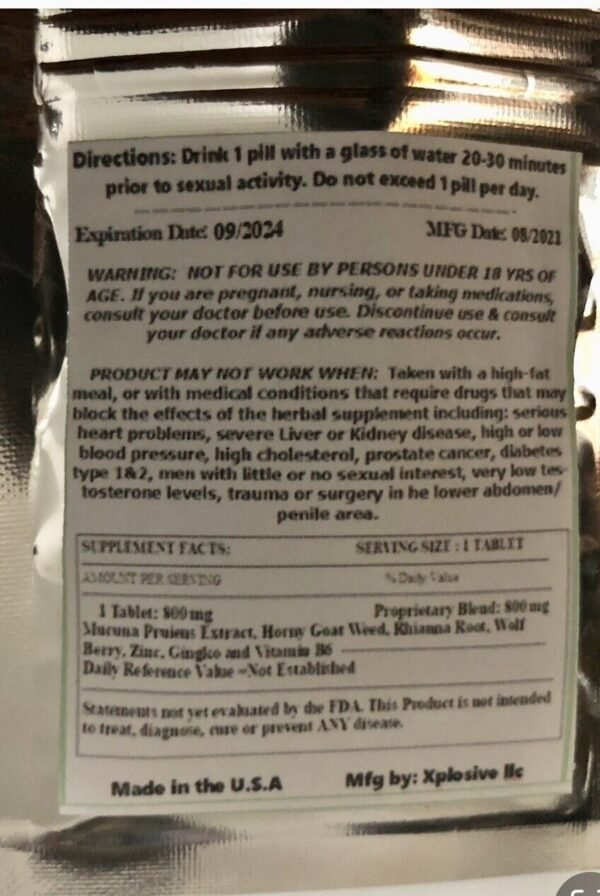 Directions: Drink 1 pill with a glass of water 20-30 minutes
prior to sexual activity. Do not exceed 1 pill per day.
Expiration Date: 09/2024 MFG Date: 08/2021
WARNING: NOT FOR USE BY PERSONS UNDER 18 YRS OF
AGE. If you are pregnant, nursing, or taking medications,
consult your doctor before use. Discontinue use & consult
your doctor if any adverse reactions occur.
PRODUCT MAY NOT WORK WHEN: Taken with a high-fat
meal, or with medical conditions that require drugs that may
block the effects of the herbal supplement including: serious
heart problems, severe Liver or Kidney disease, high or low
blood pressure, high cholesterol, prostate cancer, diabetes
type 1&2, men with little or no sexual interest, very low tes-
tosterone levels, trauma or surgery in he lower abdomen/
penile area.
SUPPLEMENT FACTS: SERVING SIZE : 1 TABLET
AMOUNT PER SERVING % Daily Value
1 Tablet: 800 mg Proprietary Blend: 800 mg
Mucuna Pruiens Extract, Horny Goat Weed, Rhianna Root, Wolf
Berry, Zinc, Gingko and Vitamin B6
Daily Reference Value =Not Established
Statements not yet evaluated by the FDA. This Product is not intended
to treat, diagnose, cure or prevent ANY disease.
Made in the U.S.A Mfg by: Xplosive llc